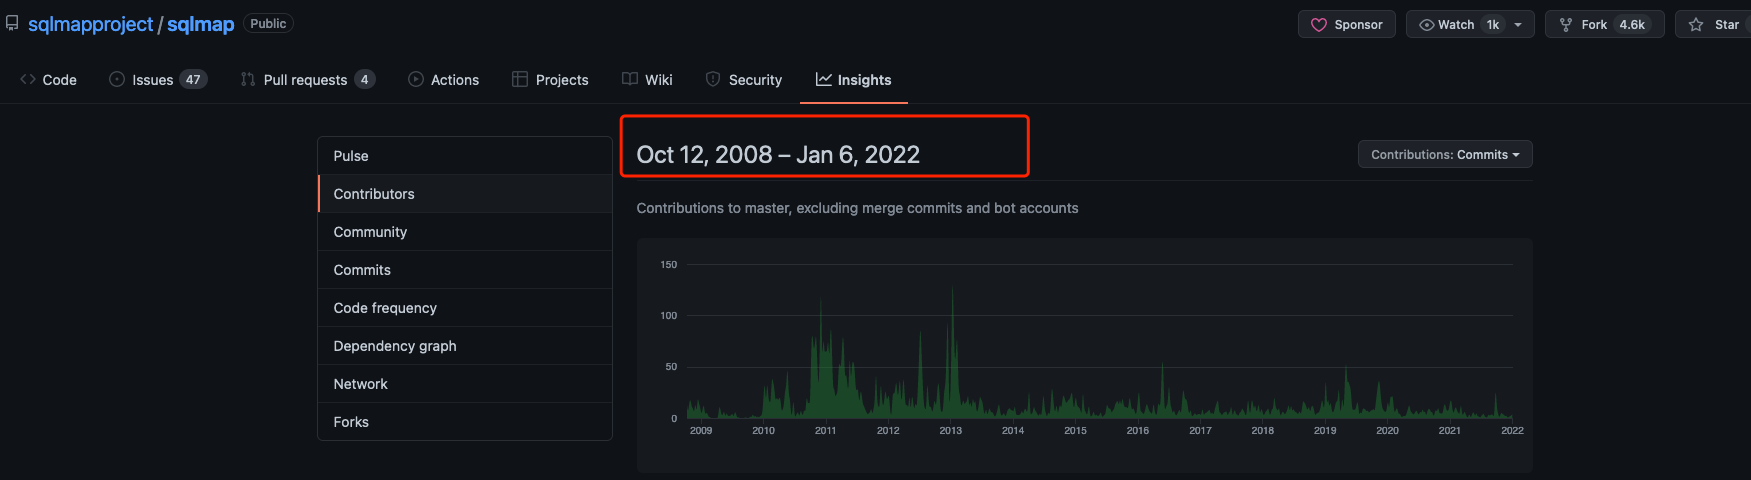 sqlmapproject / sqlmap Public
Sponsor Watch 1k Fork 4.6k Star
Code Issues 47 Pull requests 4 Actions Projects Wiki Security Insights
Pulse
Contributors
Community
Commits
Code frequency
Dependency graph
Network
Forks
Oct 12, 2008 – Jan 6, 2022
Contributions: Commits
Contributions to master, excluding merge commits and bot accounts
150
100
50
0
2009 2010 2011 2012 2013 2014 2015 2016 2017 2018 2019 2020 2021 2022